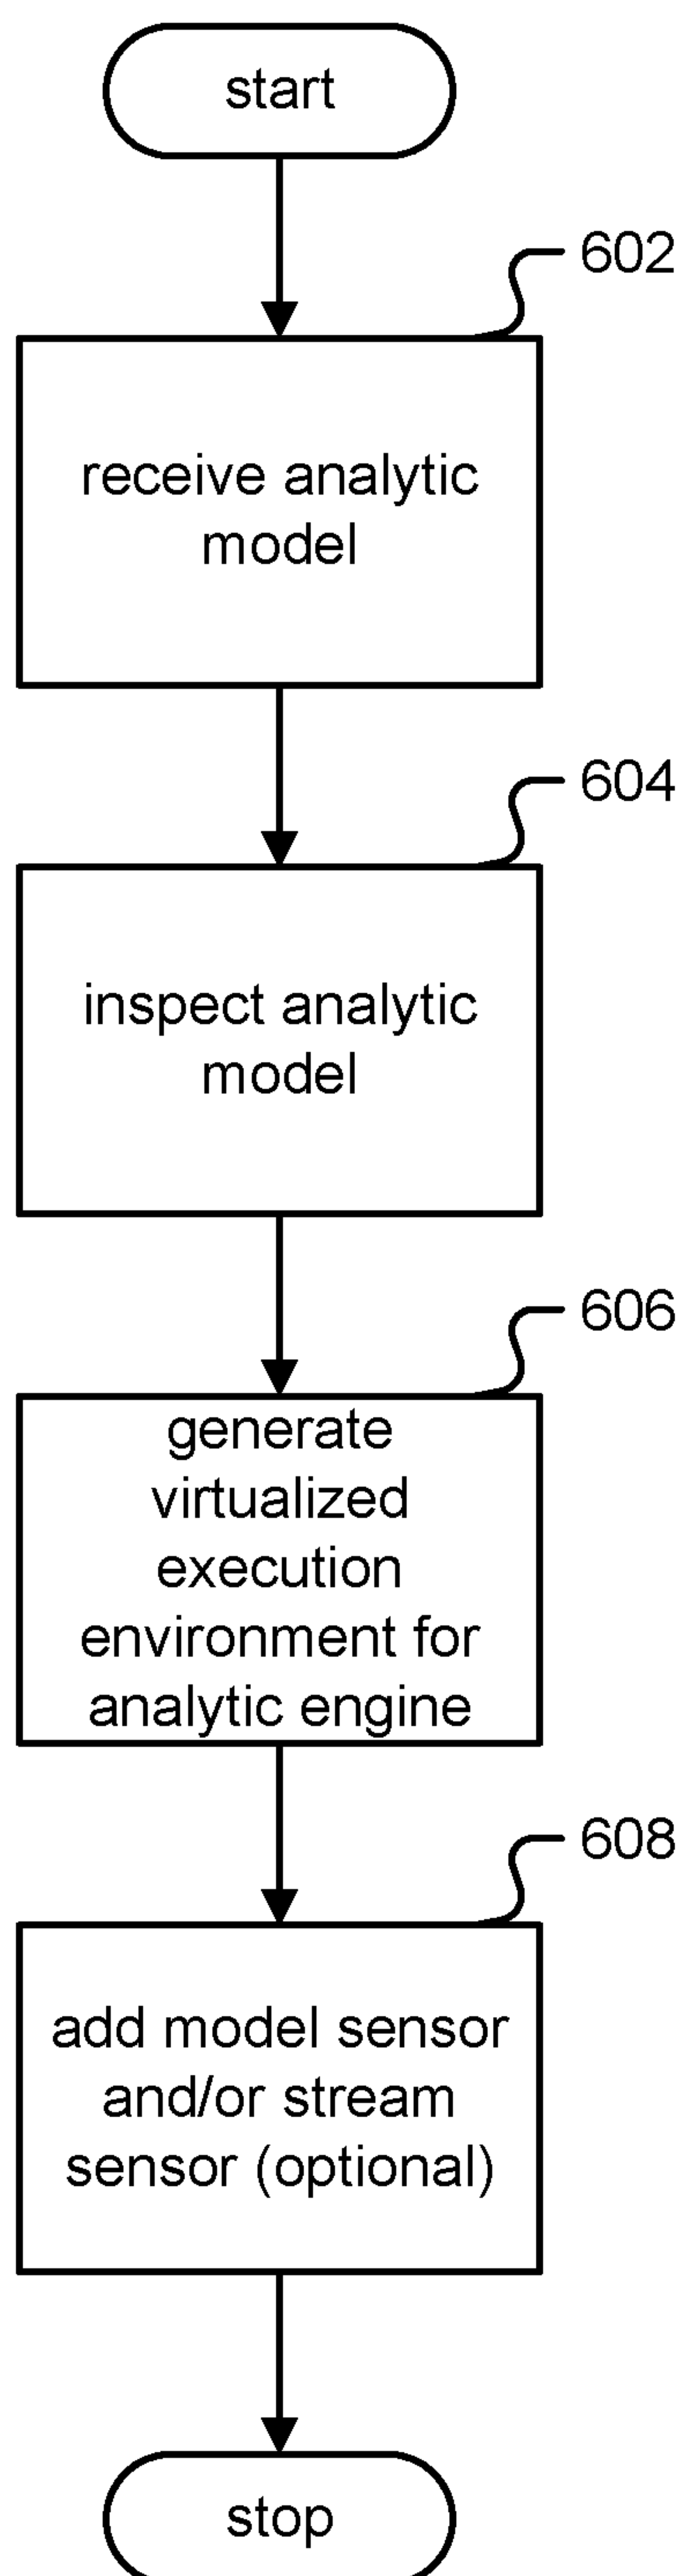 start
602
receive analytic
model
604
inspect analytic
model
606
generate
virtualized
execution
environment for
analytic engine
608
add model sensor
and/or stream
sensor (optional)
stop